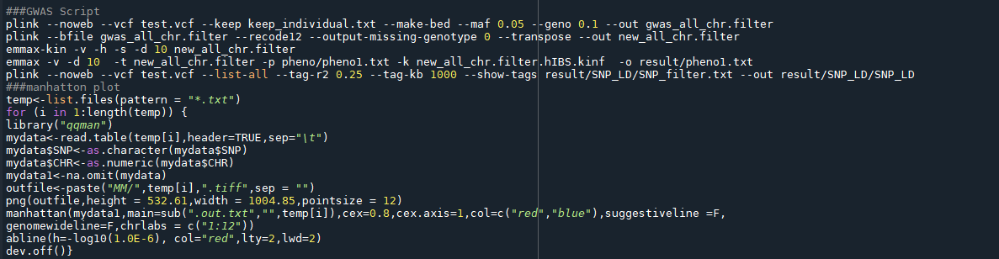 ###GWAS Script
plink --noweb --vcf test.vcf --keep keep_individual.txt --make-bed --maf 0.05 --geno 0.1 --out gwas_all_chr.filter
plink --bfile gwas_all_chr.filter --recode12 --output-missing-genotype 0 --transpose --out new_all_chr.filter
emmax-kin -v -h -s -d 10 new_all_chr.filter
emmax -v -d 10  -t new_all_chr.filter -p pheno/pheno1.txt -k new_all_chr.filter.hIBS.kinf  -o result/pheno1.txt
plink --noweb --vcf test.vcf --list-all --tag-r2 0.25 --tag-kb 1000 --show-tags result/SNP_LD/SNP_filter.txt --out result/SNP_LD/SNP_LD
###manhatton plot
temp<-list.files(pattern = "*.txt")
for (i in 1:length(temp)) {
library("qqman")
mydata<-read.table(temp[i],header=TRUE,sep="\t")
mydata$SNP<-as.character(mydata$SNP)
mydata$CHR<-as.numeric(mydata$CHR)
mydata1<-na.omit(mydata)
outfile<-paste("MM/",temp[i],".tiff",sep = "")
png(outfile,height = 532.61,width = 1004.85,pointsize = 12)
manhattan(mydata1,main=sub(".out.txt","",temp[i]),cex=0.8,cex.axis=1,col=c("red","blue"),suggestiveline =F,
genomewideline=F,chrlabs = c("1:12"))
abline(h=-log10(1.0E-6), col="red",lty=2,lwd=2)
dev.off()}